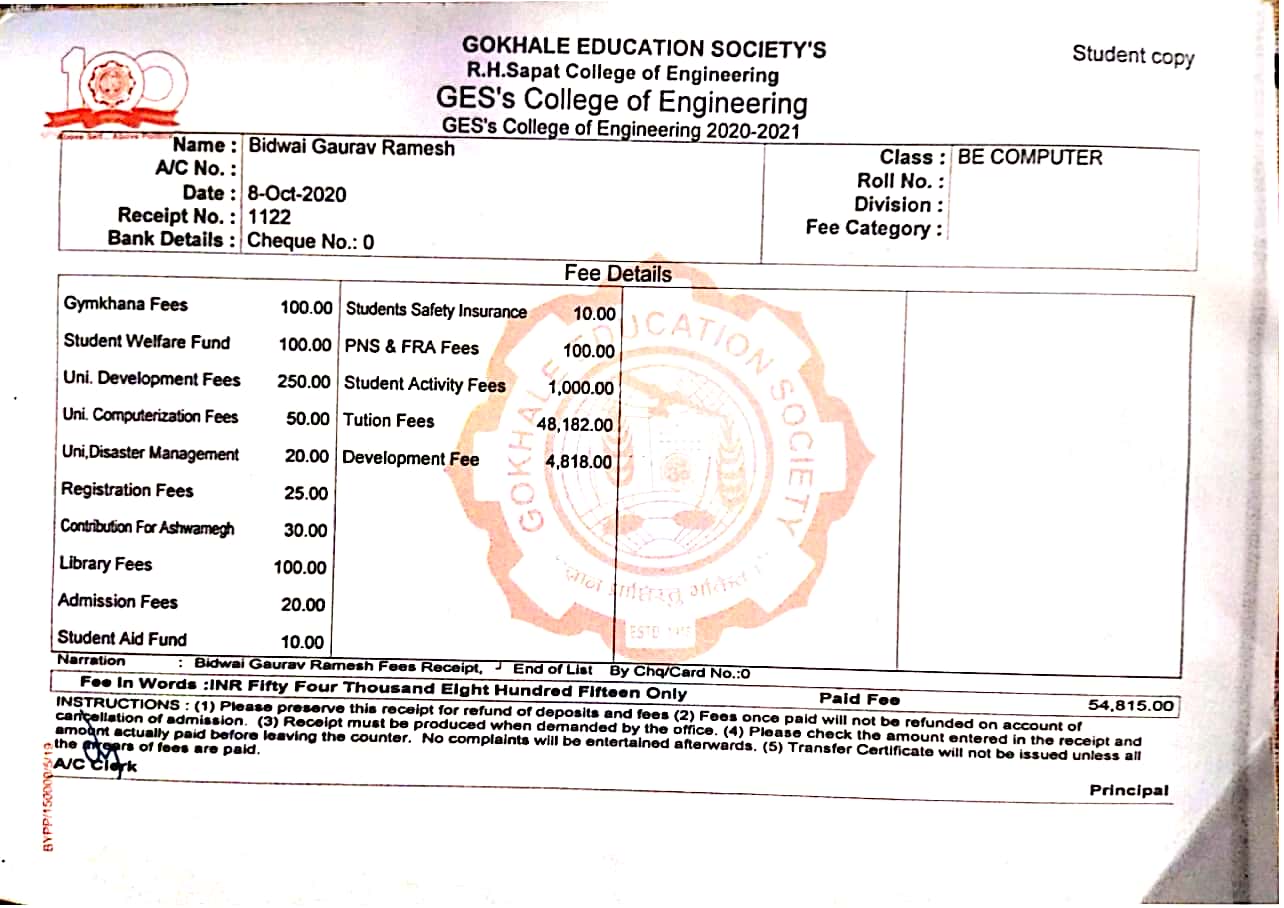 GOKHALE EDUCATION SOCIETY'S
Student copy
R.H.Sapat College of Engineering
GES's College of Engineering
GES's College of Engineering 2020-2021
100
Name : Bidwai Gaurav Ramesh
Class : BE COMPUTER
A/C No. :
Roll No. :
Date : 8-Oct-2020
Division :
Receipt No. : 1122
Fee Category :
Bank Details : Cheque No.: 0
Fee Details
Gymkhana Fees 100.00 Students Safety Insurance 10.00
Student Welfare Fund 100.00 PNS & FRA Fees 100.00
Uni. Development Fees 250.00 Student Activity Fees 1,000.00
Uni. Computerization Fees 50.00 Tution Fees 48,182.00
Uni,Disaster Management 20.00 Development Fee 4,818.00
Registration Fees 25.00
Contribution For Ashwamegh 30.00
Library Fees 100.00
Admission Fees 20.00
Student Aid Fund 10.00
GOKHALE EDUCATION SOCIETY
Narration : Bidwai Gaurav Ramesh Fees Receipt, End of List By Chq/Card No.:0
Fee In Words :INR Fifty Four Thousand Eight Hundred Fifteen Only Paid Fee 54,815.00
INSTRUCTIONS : (1) Please preserve this receipt for refund of deposits and fees (2) Fees once paid will not be refunded on account of
cancellation of admission. (3) Receipt must be produced when demanded by the office. (4) Please check the amount entered in the receipt and
amount actually paid before leaving the counter. No complaints will be entertained afterwards. (5) Transfer Certificate will not be issued unless all
the arrears of fees are paid.
A/C Clerk
Principal
BYPP/150000/5/19